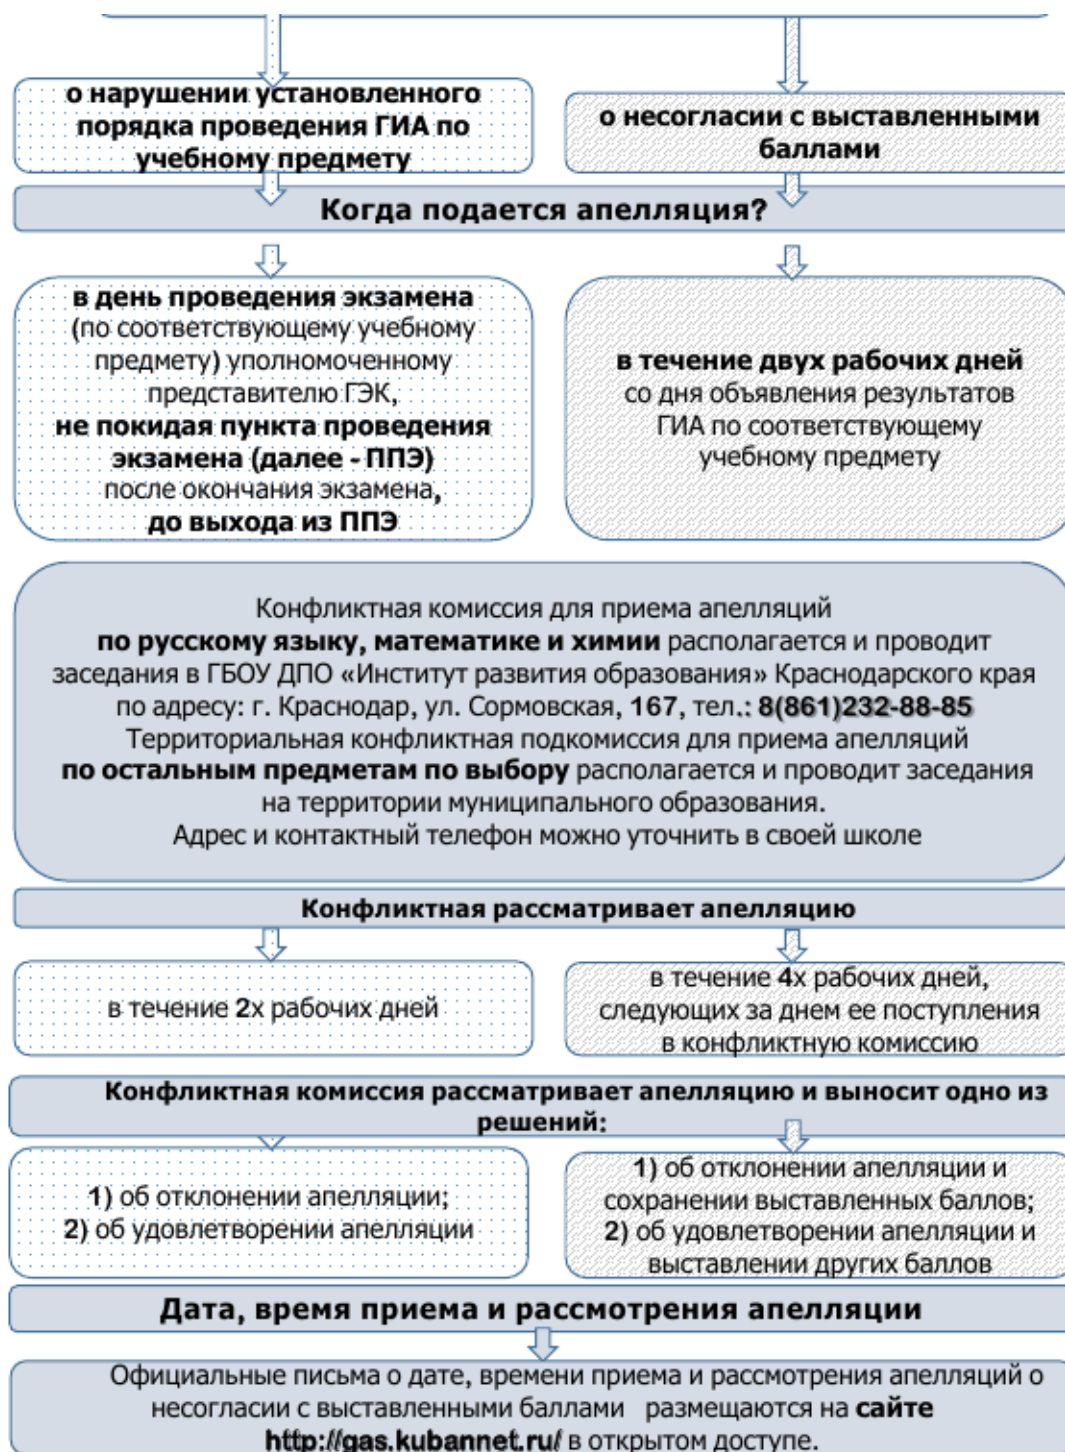 о нарушении установленного
порядка проведения ГИА по
учебному предмету
о несогласии с выставленными
баллами
Когда подается апелляция?
в день проведения экзамена
(по соответствующему учебному
предмету) уполномоченному
представителю ГЭК,
не покидая пункта проведения
экзамена (далее - ППЭ)
после окончания экзамена,
до выхода из ППЭ
в течение двух рабочих дней
со дня объявления результатов
ГИА по соответствующему
учебному предмету
Конфликтная комиссия для приема апелляций
по русскому языку, математике и химии располагается и проводит
заседания в ГБОУ ДПО «Институт развития образования» Краснодарского края
по адресу: г. Краснодар, ул. Сормовская, 167, тел.: 8(861)232-88-85
Территориальная конфликтная подкомиссия для приема апелляций
по остальным предметам по выбору располагается и проводит заседания
на территории муниципального образования.
Адрес и контактный телефон можно уточнить в своей школе
Конфликтная рассматривает апелляцию
в течение 2х рабочих дней
в течение 4х рабочих дней,
следующих за днем ее поступления
в конфликтную комиссию
Конфликтная комиссия рассматривает апелляцию и выносит одно из
решений:
1) об отклонении апелляции;
2) об удовлетворении апелляции
1) об отклонении апелляции и
сохранении выставленных баллов;
2) об удовлетворении апелляции и
выставлении других баллов
Дата, время приема и рассмотрения апелляции
Официальные письма о дате, времени приема и рассмотрения апелляций о
несогласии с выставленными баллами размещаются на сайте
http://gas.kubannet.ru/ в открытом доступе.